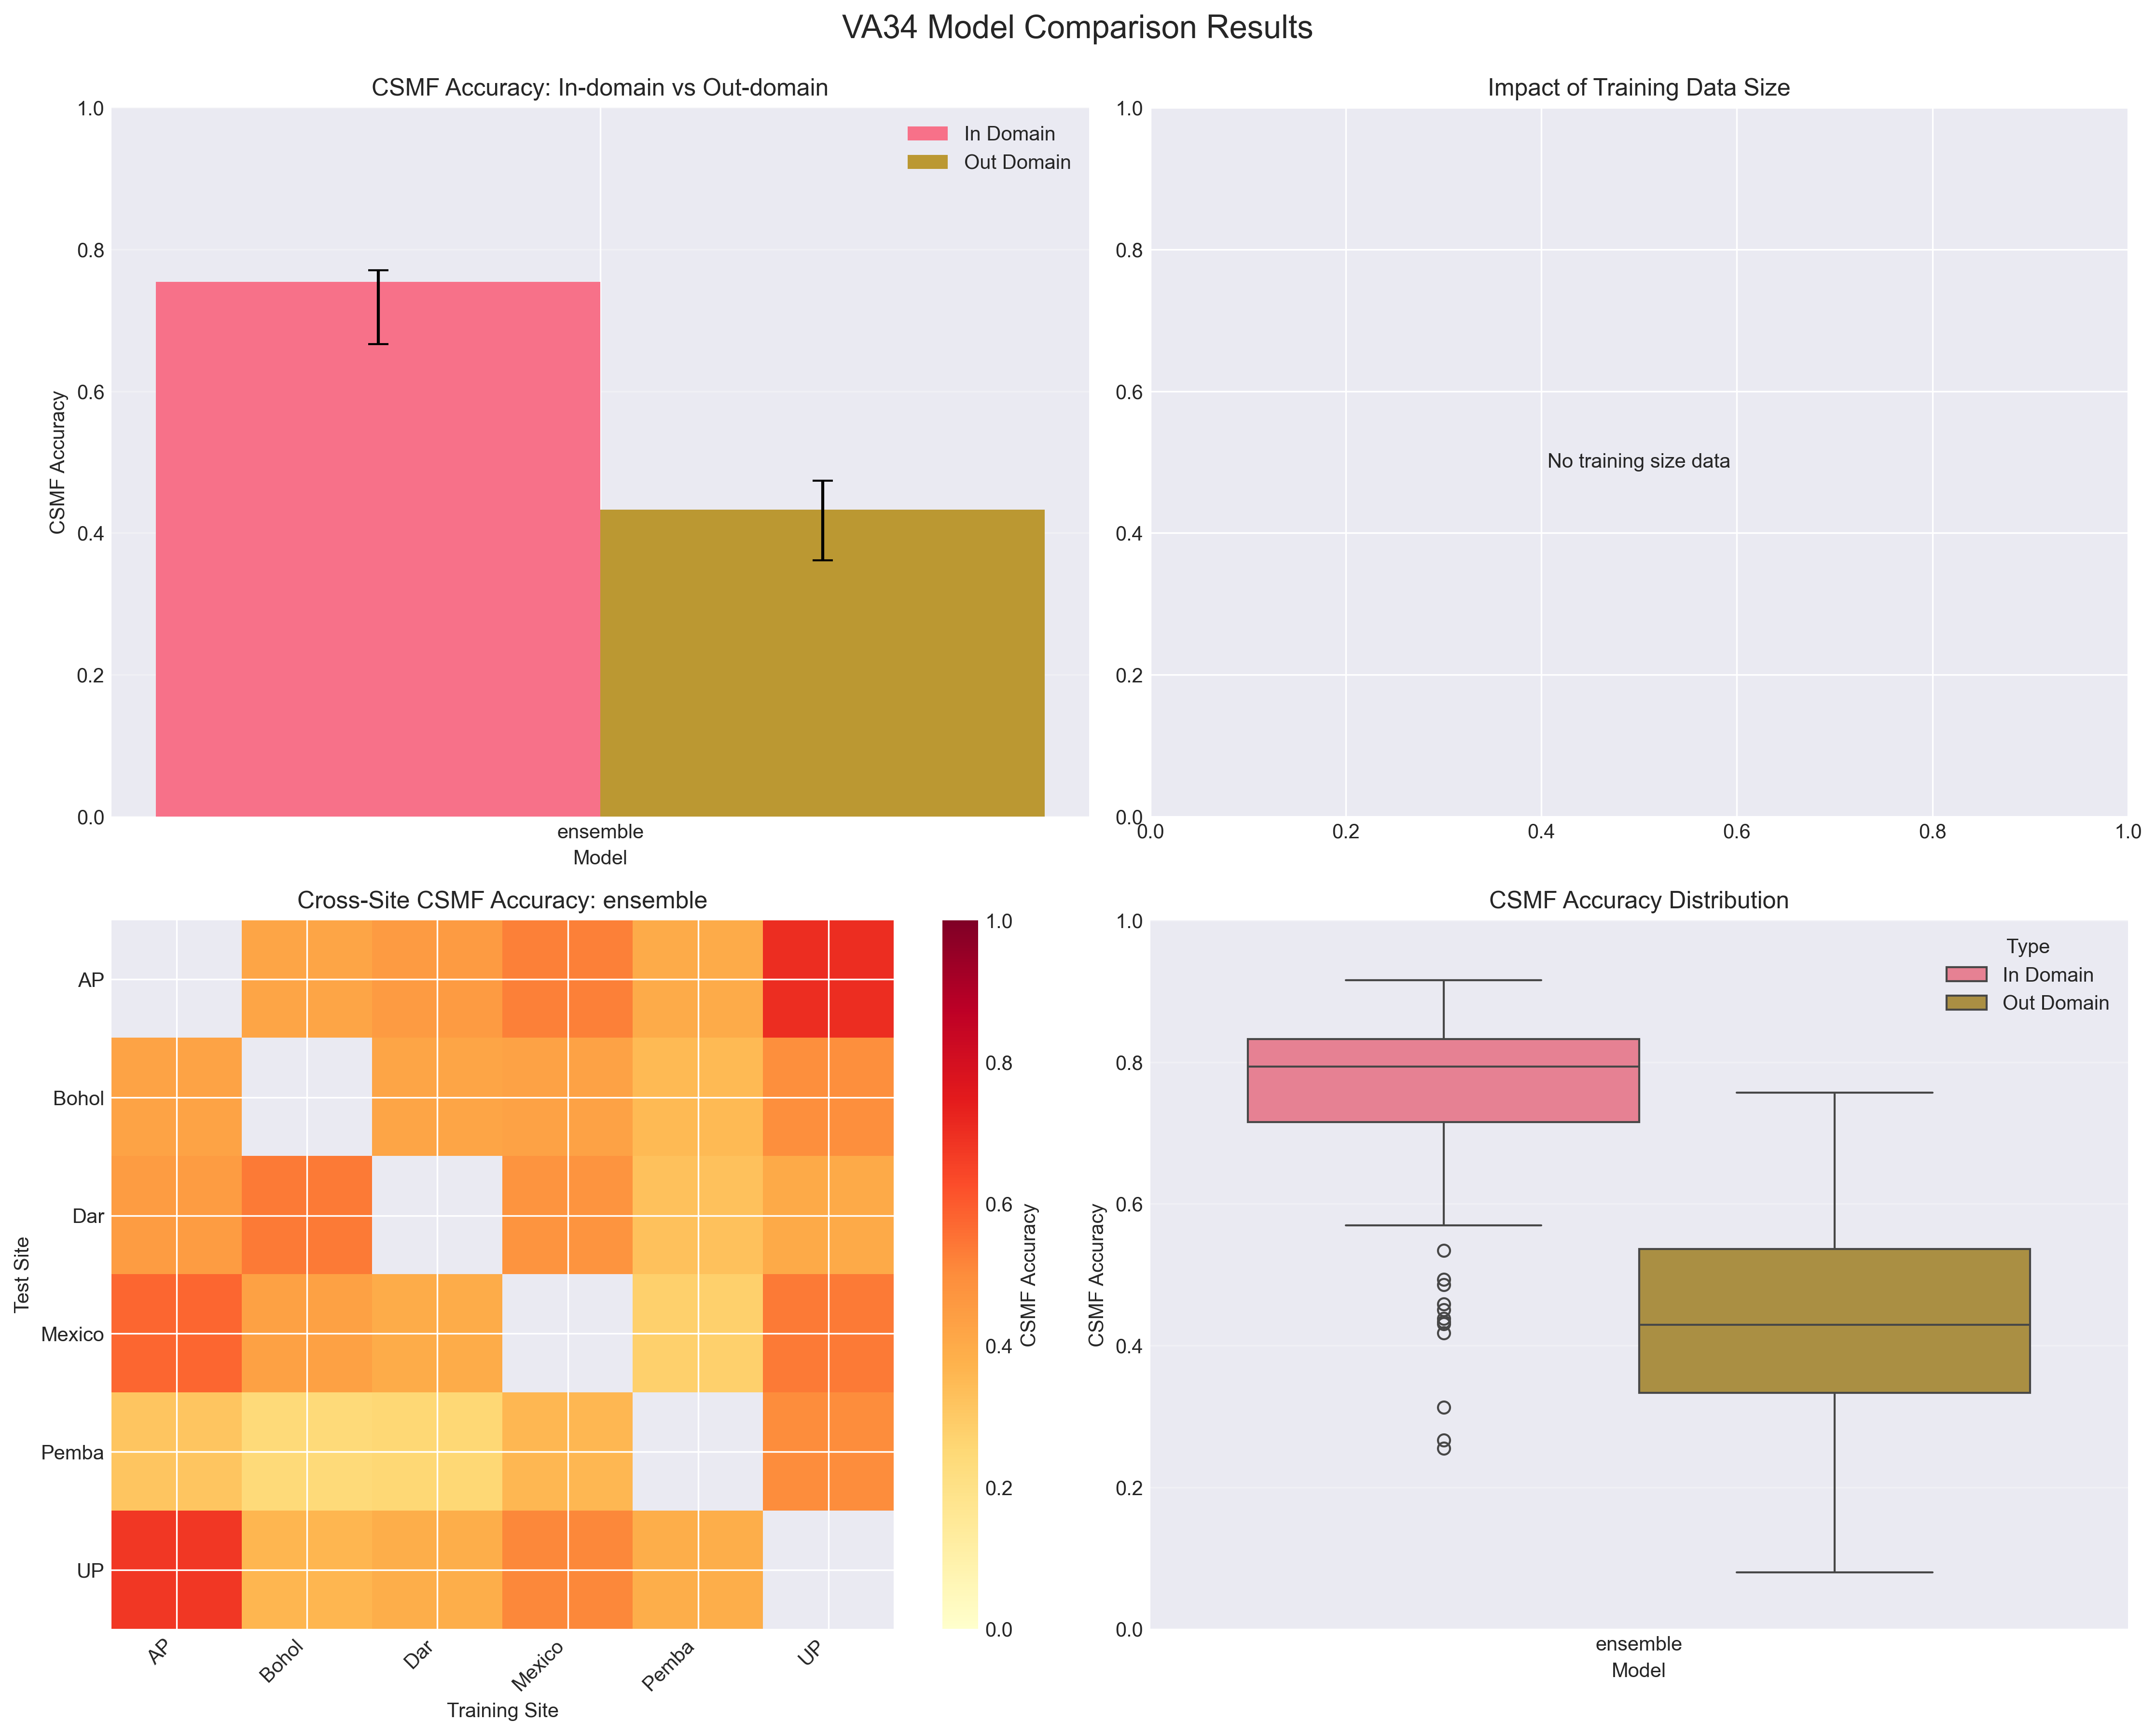 VA34 Model Comparison Results
CSMF Accuracy: In-domain vs Out-domain
In Domain
Out Domain
1.0
0.8
0.6
0.4
0.2
0.0
CSMF Accuracy
ensemble
Model
Impact of Training Data Size
1.0
0.8
0.6
0.4
0.2
0.0
No training size data
0.0 0.2 0.4 0.6 0.8 1.0
Cross-Site CSMF Accuracy: ensemble
Test Site
AP
Bohol
Dar
Mexico
Pemba
UP
AP Bohol Dar Mexico Pemba UP
Training Site
1.0
0.8
0.6
0.4
0.2
0.0
CSMF Accuracy
CSMF Accuracy Distribution
Type
In Domain
Out Domain
1.0
0.8
0.6
0.4
0.2
0.0
CSMF Accuracy
ensemble
Model